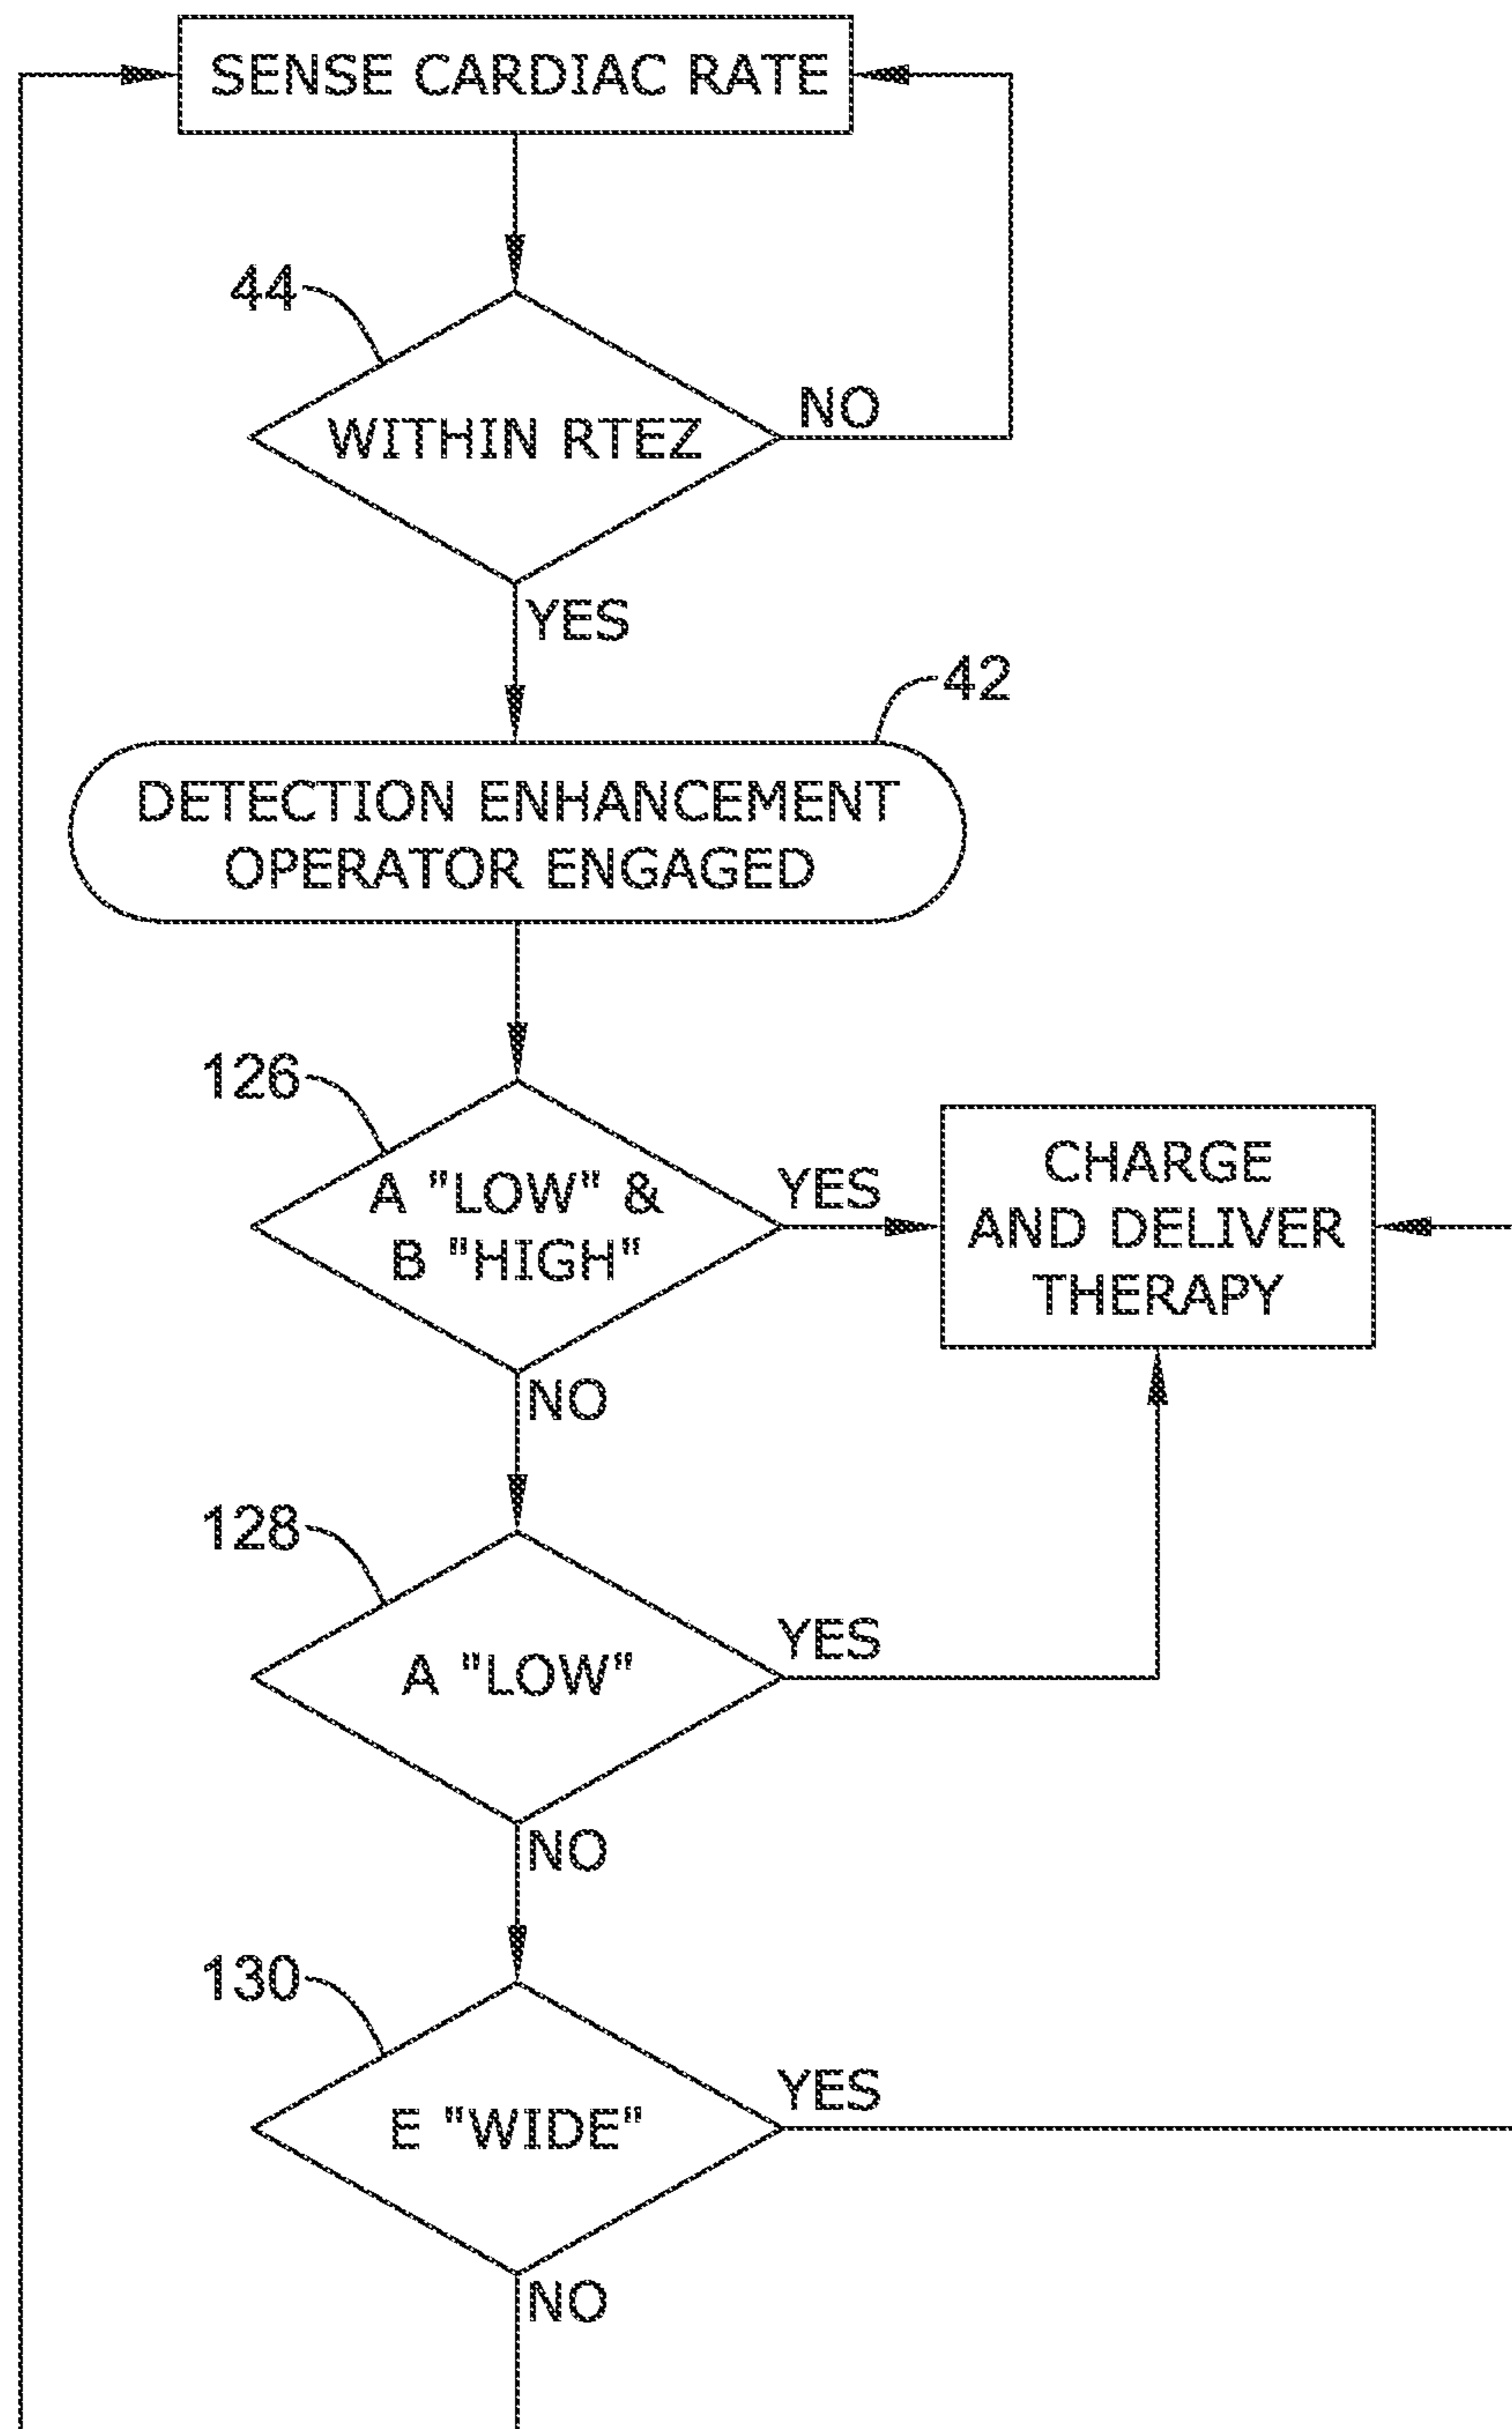 SENSE CARDIAC RATE
44
WITHIN RTEZ
NO
YES
42
DETECTION ENHANCEMENT
OPERATOR ENGAGED
126
A "LOW" &
B "HIGH"
YES
CHARGE
AND DELIVER
THERAPY
NO
128
A "LOW"
YES
NO
130
E "WIDE"
YES
NO